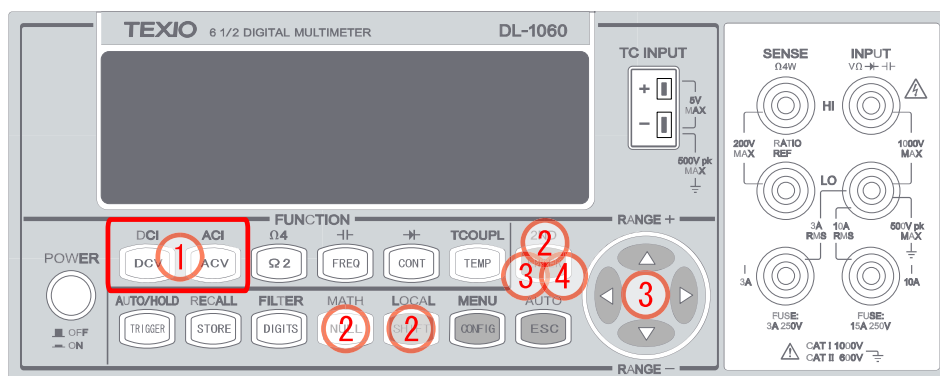 TEXIO 6 1/2 DIGITAL MULTIMETER DL-1060
TC INPUT
+
−
5V
MAX
500V pk
MAX
SENSE
Ω4W
INPUT
VΩ
HI
200V
MAX
RATIO
REF
1000V
MAX
LO
3A
RMS
10A
RMS
500V pk
MAX
I
3A
I
10A
FUSE:
3A 250V
FUSE:
15A 250V
CAT I 1000V
CAT II 600V
FUNCTION
RANGE +
DCI ACI Ω4 TCOUPL 2ND
POWER
DCV 1 ACV Ω2 FREQ CONT TEMP
2
3 4
3
AUTO/HOLD RECALL FILTER MATH LOCAL MENU AUTO
TRIGGER STORE DIGITS NULL 2 SHIFT 2 CONFIG ESC
OFF
ON
RANGE −